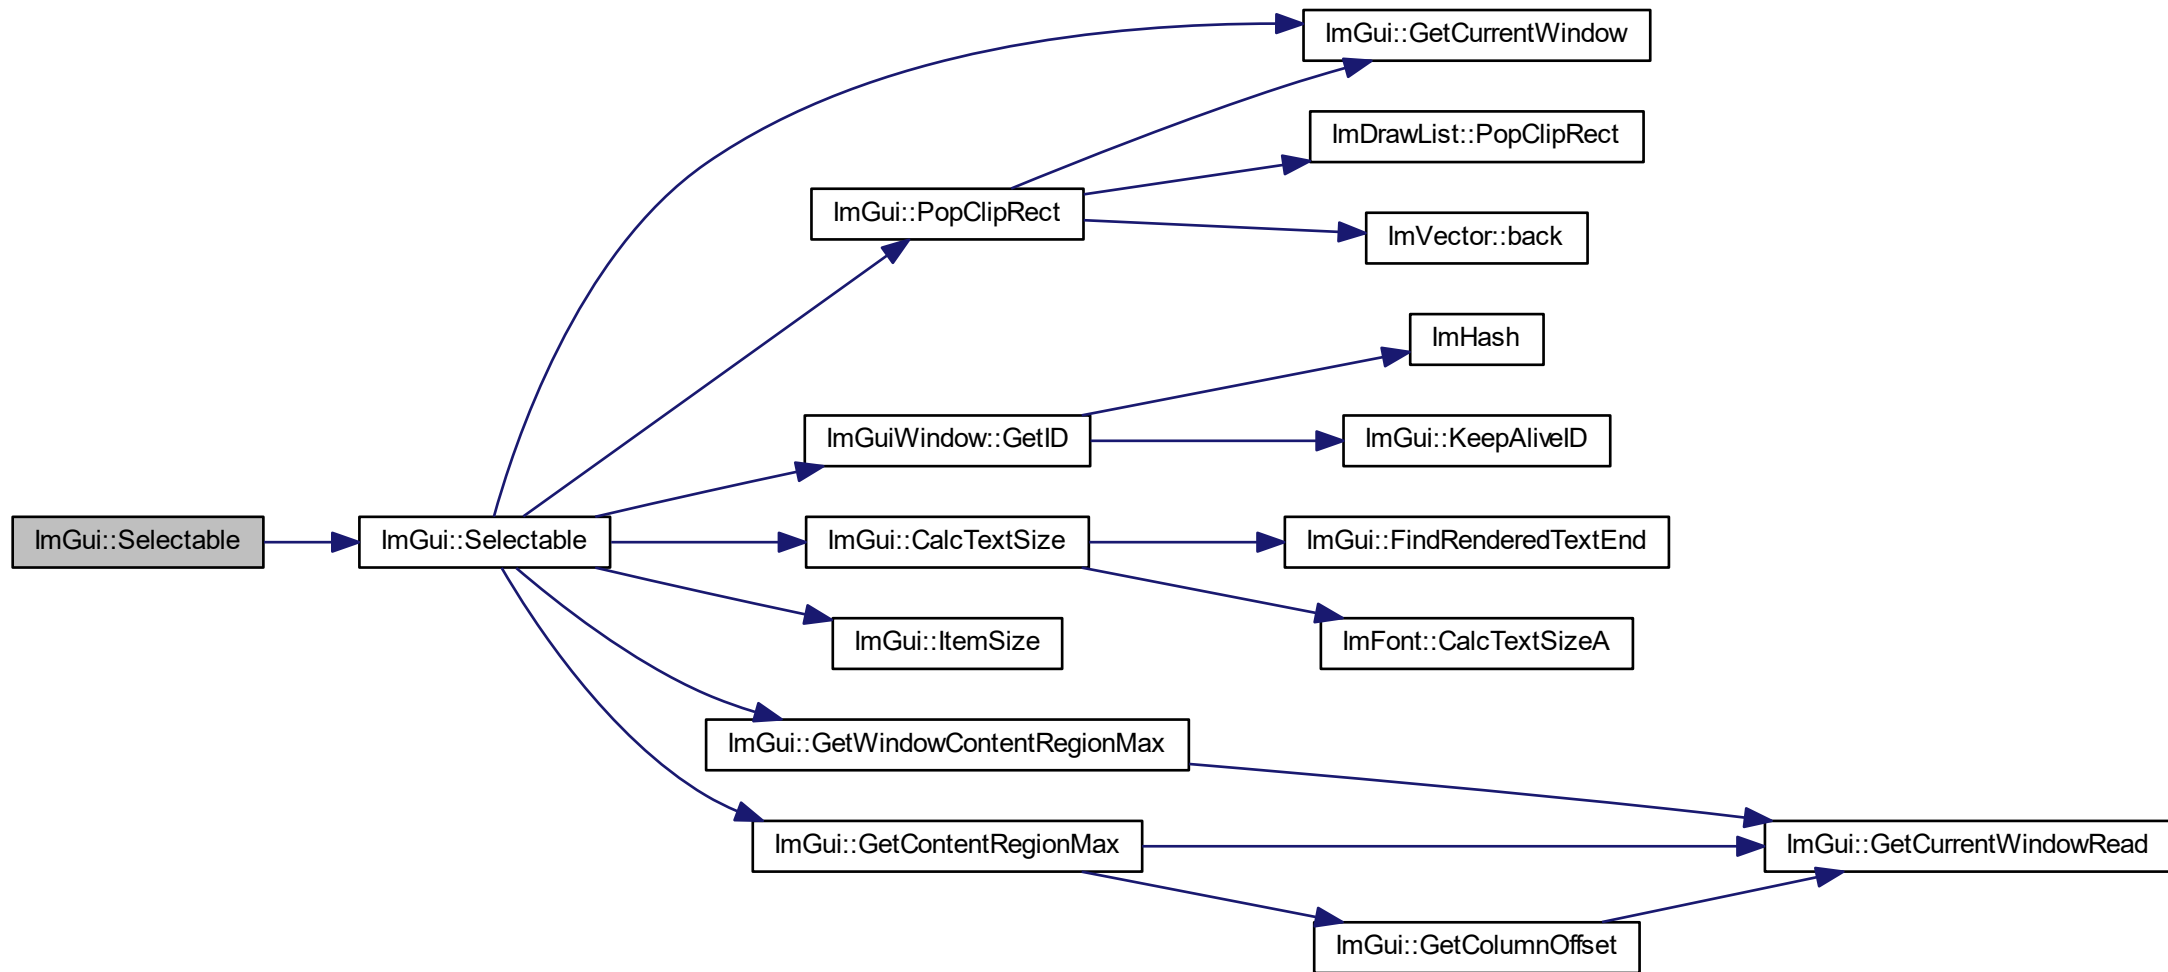 ImGui::GetCurrentWindow
ImDrawList::PopClipRect
ImGui::PopClipRect
ImVector::back
ImHash
ImGuiWindow::GetID
ImGui::KeepAliveID
ImGui::Selectable
ImGui::Selectable
ImGui::CalcTextSize
ImGui::FindRenderedTextEnd
ImGui::ItemSize
ImFont::CalcTextSizeA
ImGui::GetWindowContentRegionMax
ImGui::GetContentRegionMax
ImGui::GetCurrentWindowRead
ImGui::GetColumnOffset